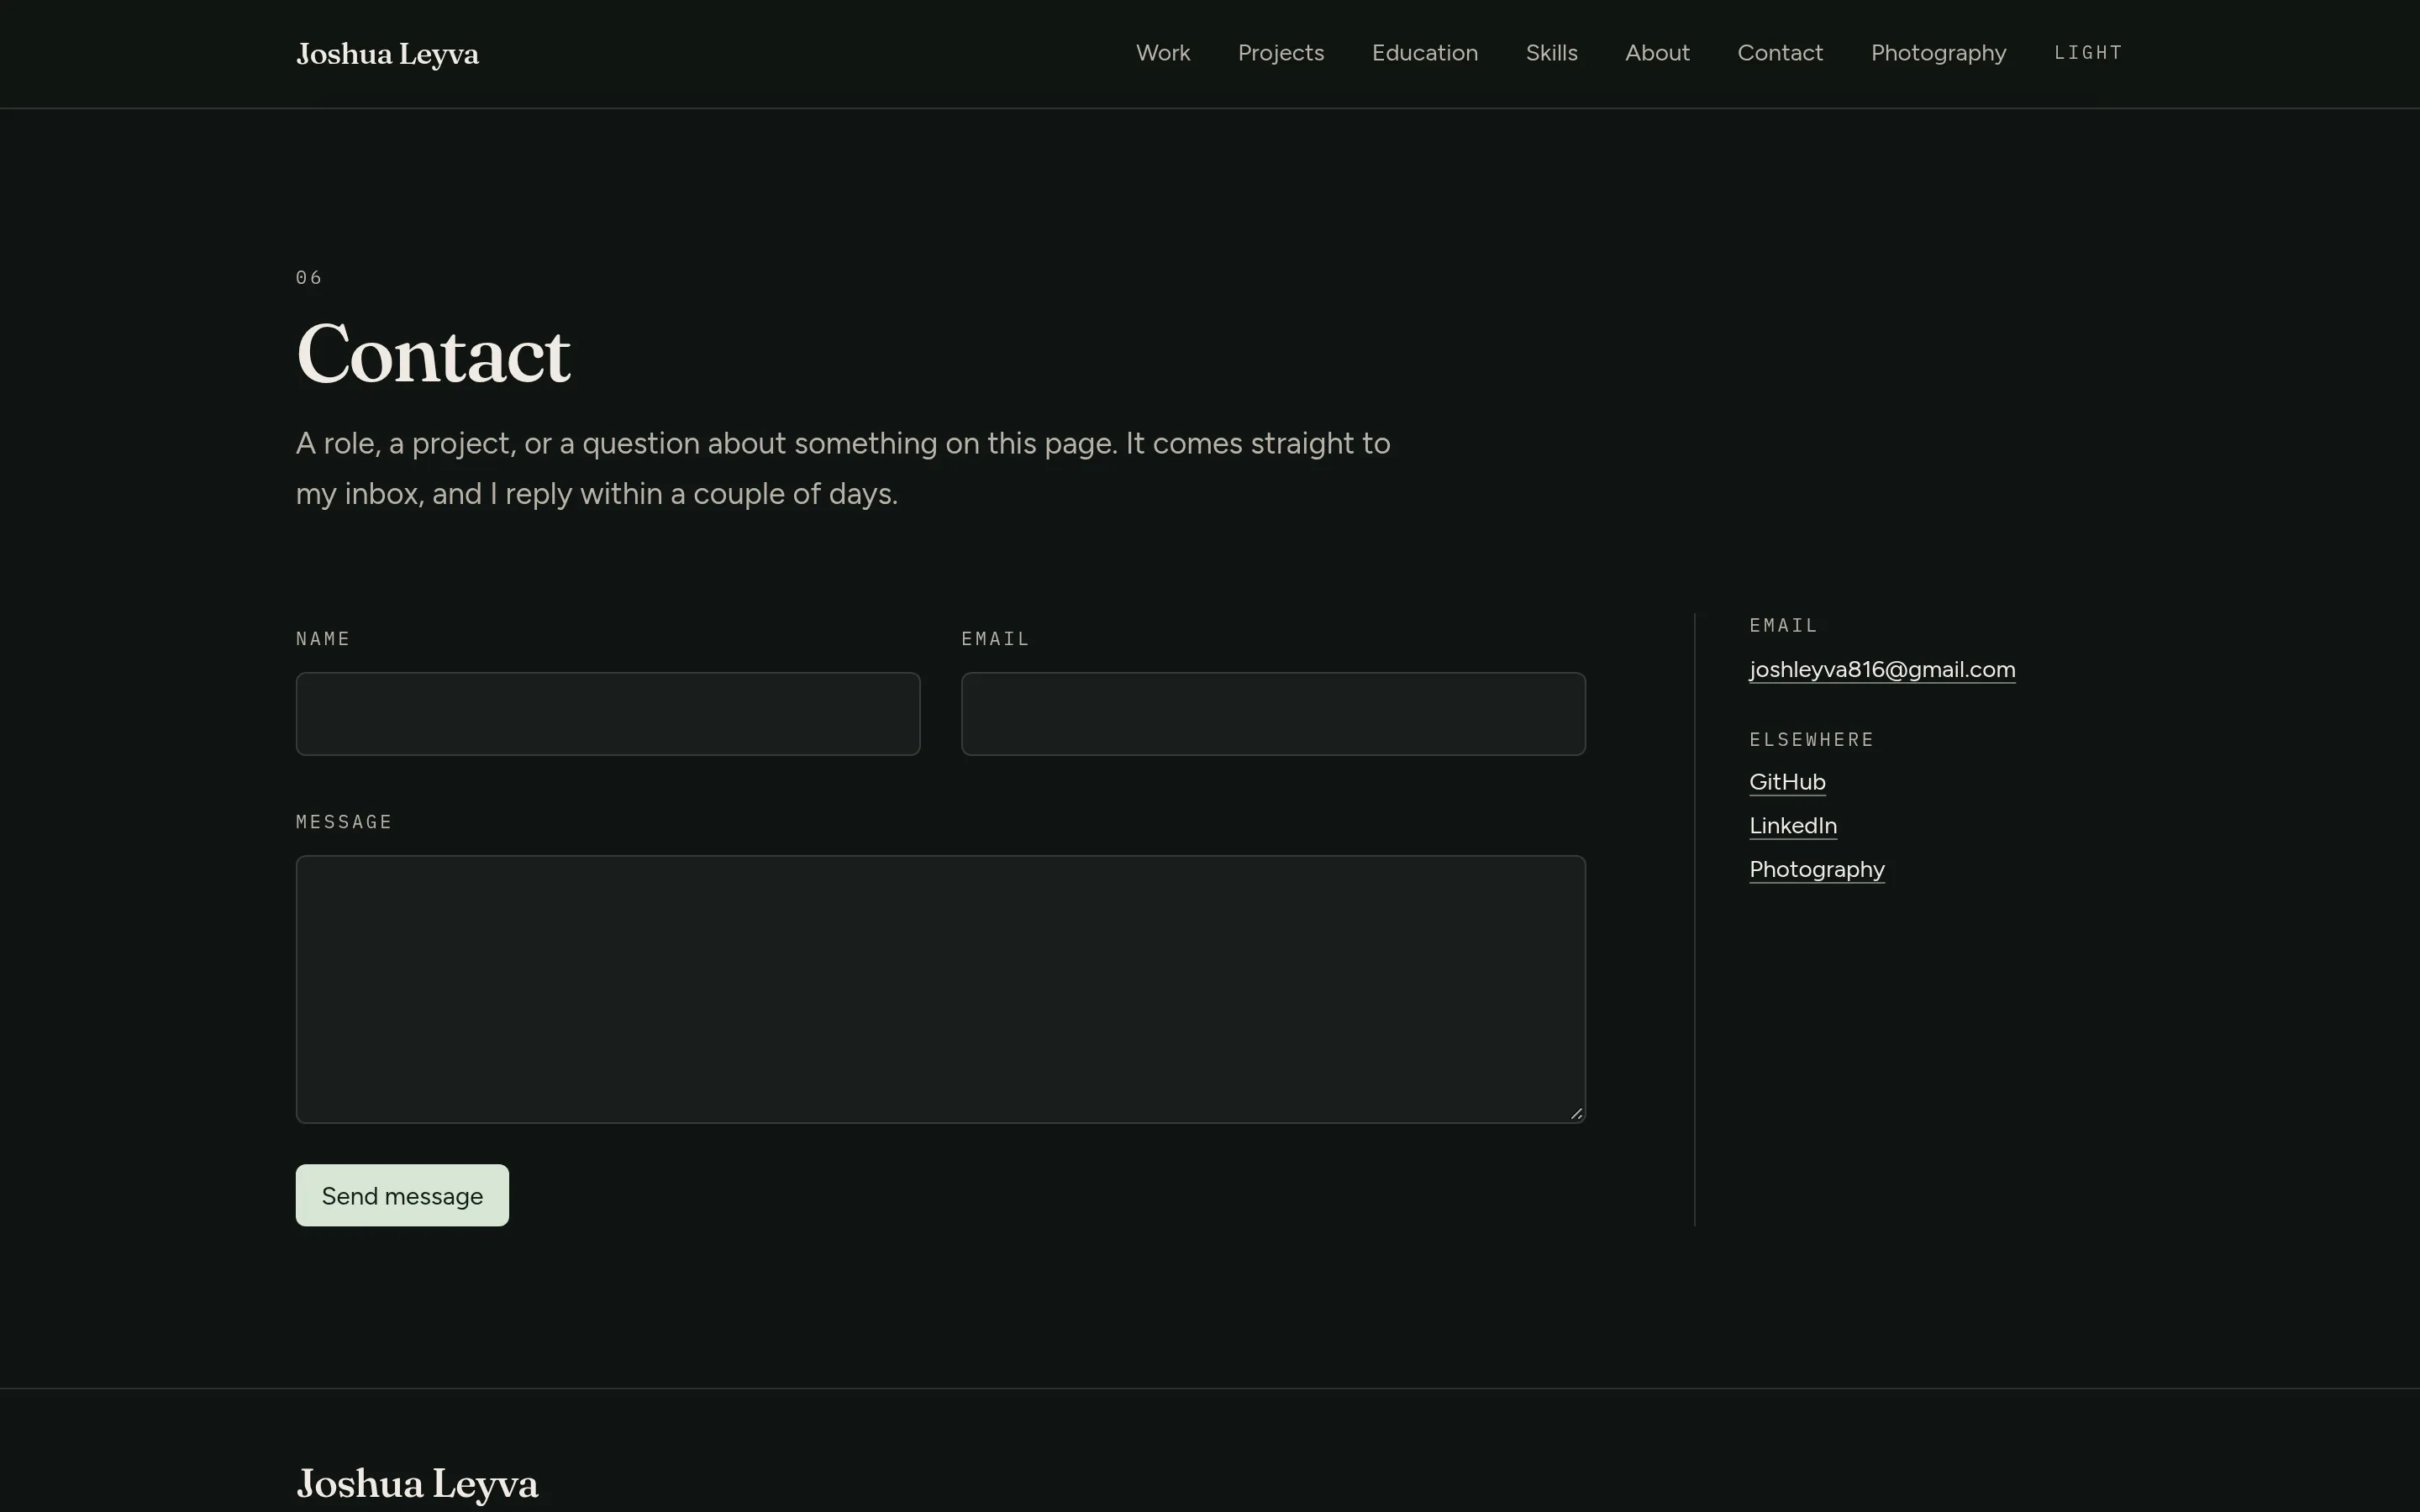 Joshua Leyva
Work Projects Education Skills About Contact Photography LIGHT
06
Contact
A role, a project, or a question about something on this page. It comes straight to
my inbox, and I reply within a couple of days.
NAME
EMAIL
MESSAGE
Send message
EMAIL
joshleyva816@gmail.com
ELSEWHERE
GitHub
LinkedIn
Photography
Joshua Leyva